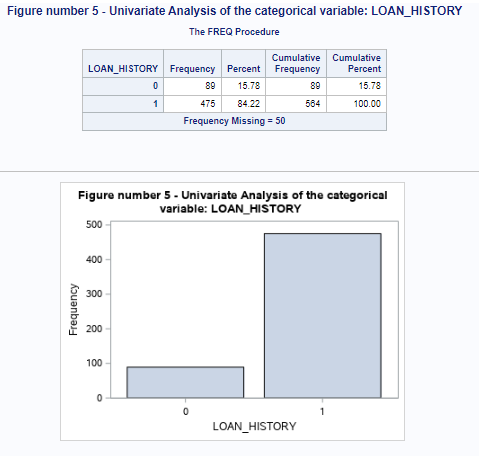 Figure number 5 - Univariate Analysis of the categorical variable: LOAN_HISTORY
The FREQ Procedure
LOAN_HISTORY Frequency Percent Cumulative Frequency Cumulative Percent
0 89 15.78 89 15.78
1 475 84.22 564 100.00
Frequency Missing = 50
Figure number 5 - Univariate Analysis of the categorical
variable: LOAN_HISTORY
500
400
300
200
100
0
Frequency
0 1
LOAN_HISTORY